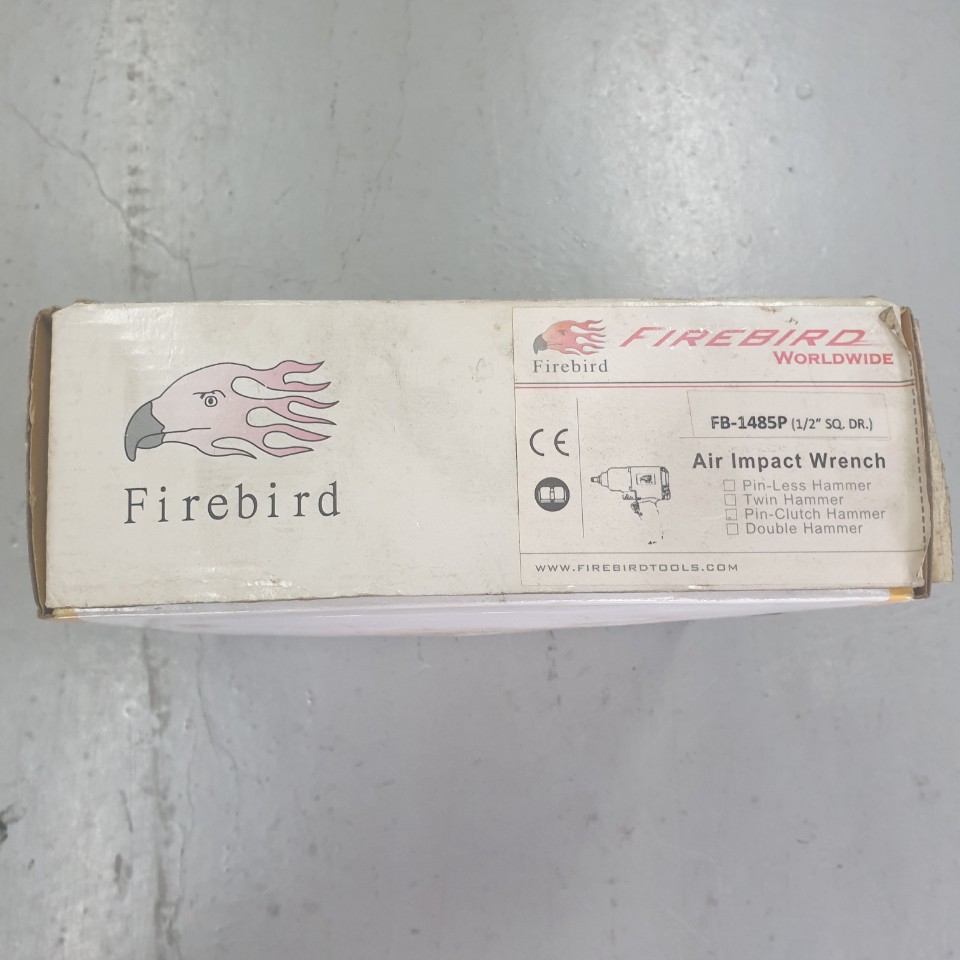 Firebird
Firebird
FIREBIRD
WORLDWIDE
CE
FB-1485P (1/2" SQ. DR.)
Air Impact Wrench
Pin-Less Hammer
Twin Hammer
Pin-Clutch Hammer
Double Hammer
WWW.FIREBIRDTOOLS.COM